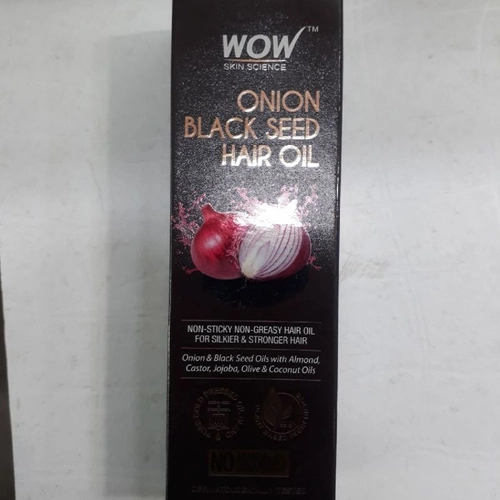 WOW™
SKIN SCIENCE
ONION
BLACK SEED
HAIR OIL
NON-STICKY NON-GREASY HAIR OIL
FOR SILKIER & STRONGER HAIR
Onion & Black Seed Oils with Almond,
Castor, Jojoba, Olive & Coconut Oils
NO